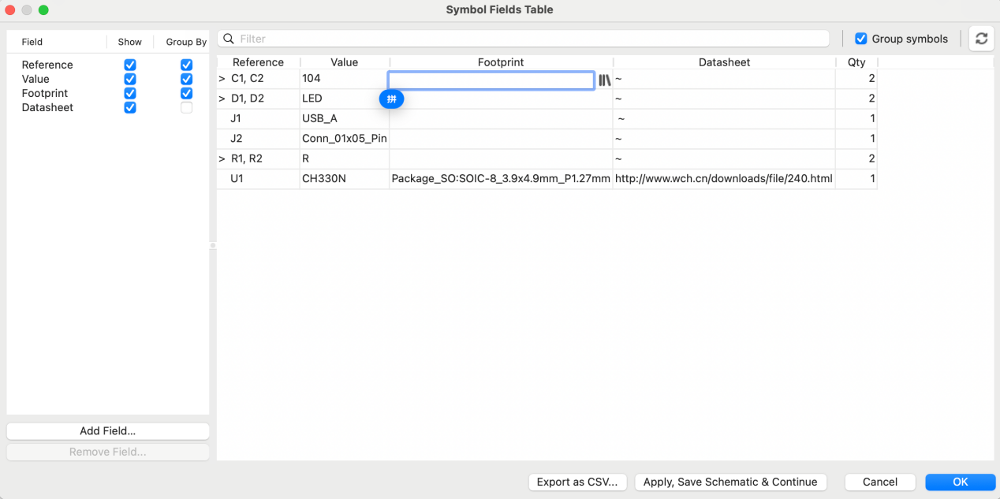 Symbol Fields Table
Field Show Group By
Reference
Value
Footprint
Datasheet
Add Field...
Remove Field...
Filter
Group symbols
Reference Value Footprint Datasheet Qty
> C1, C2 104 ~ 2
> D1, D2 LED ~ 2
J1 USB_A ~ 1
J2 Conn_01x05_Pin ~ 1
> R1, R2 R ~ 2
U1 CH330N Package_SO:SOIC-8_3.9x4.9mm_P1.27mm http://www.wch.cn/downloads/file/240.html 1
Export as CSV... Apply, Save Schematic & Continue Cancel OK